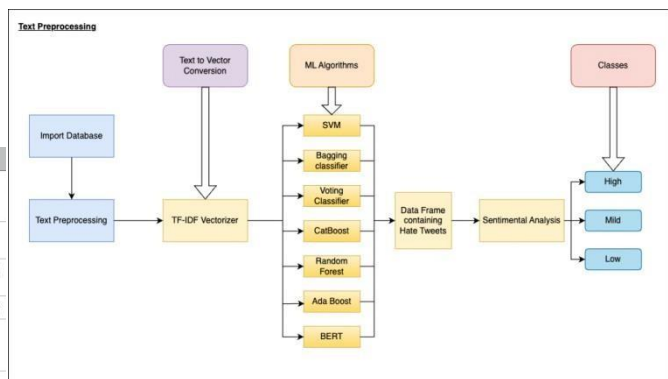 Text Preprocessing
Text to Vector
Conversion
ML Algorithms
Classes
Import Database
Text Preprocessing
TF-IDF Vectorizer
SVM
Bagging
classifier
Voting
Classifier
CatBoost
Random
Forest
Ada Boost
BERT
Data Frame
containing
Hate Tweets
Sentimental Analysis
High
Mild
Low